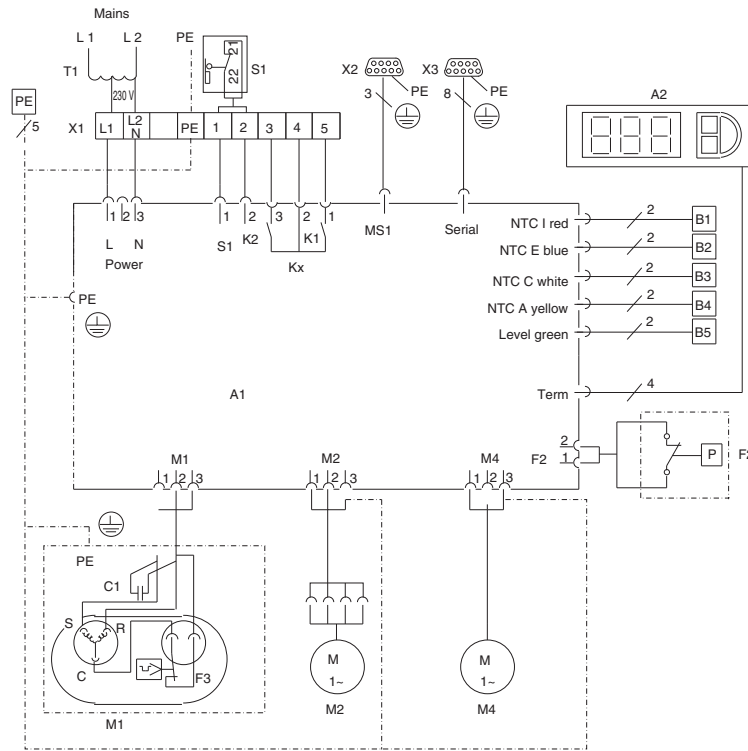 Mains
L 1 L 2 PE
T1
230 V
S1
21
22
X2 X3
PE PE
3 8
A2
PE
5
X1 L1 L2 N PE 1 2 3 4 5
1 2 3 1 2 3 2 1
L N S1 K2 K1
Power Kx
MS1 Serial
NTC I red 2 B1
NTC E blue 2 B2
NTC C white 2 B3
NTC A yellow 2 B4
Level green 2 B5
PE
A1
Term 4
F2 2 1 P
M1 M2 M4
1 2 3 1 2 3 1 2 3
PE
C1
S R
C F3
M1
M
1~
M2
M
1~
M4